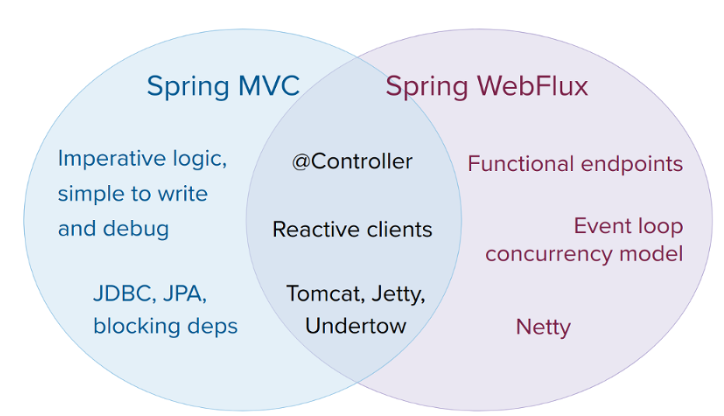 Spring MVC
Imperative logic,
simple to write
and debug
JDBC, JPA,
blocking deps
@Controller
Reactive clients
Tomcat, Jetty,
Undertow
Spring WebFlux
Functional endpoints
Event loop
concurrency model
Netty